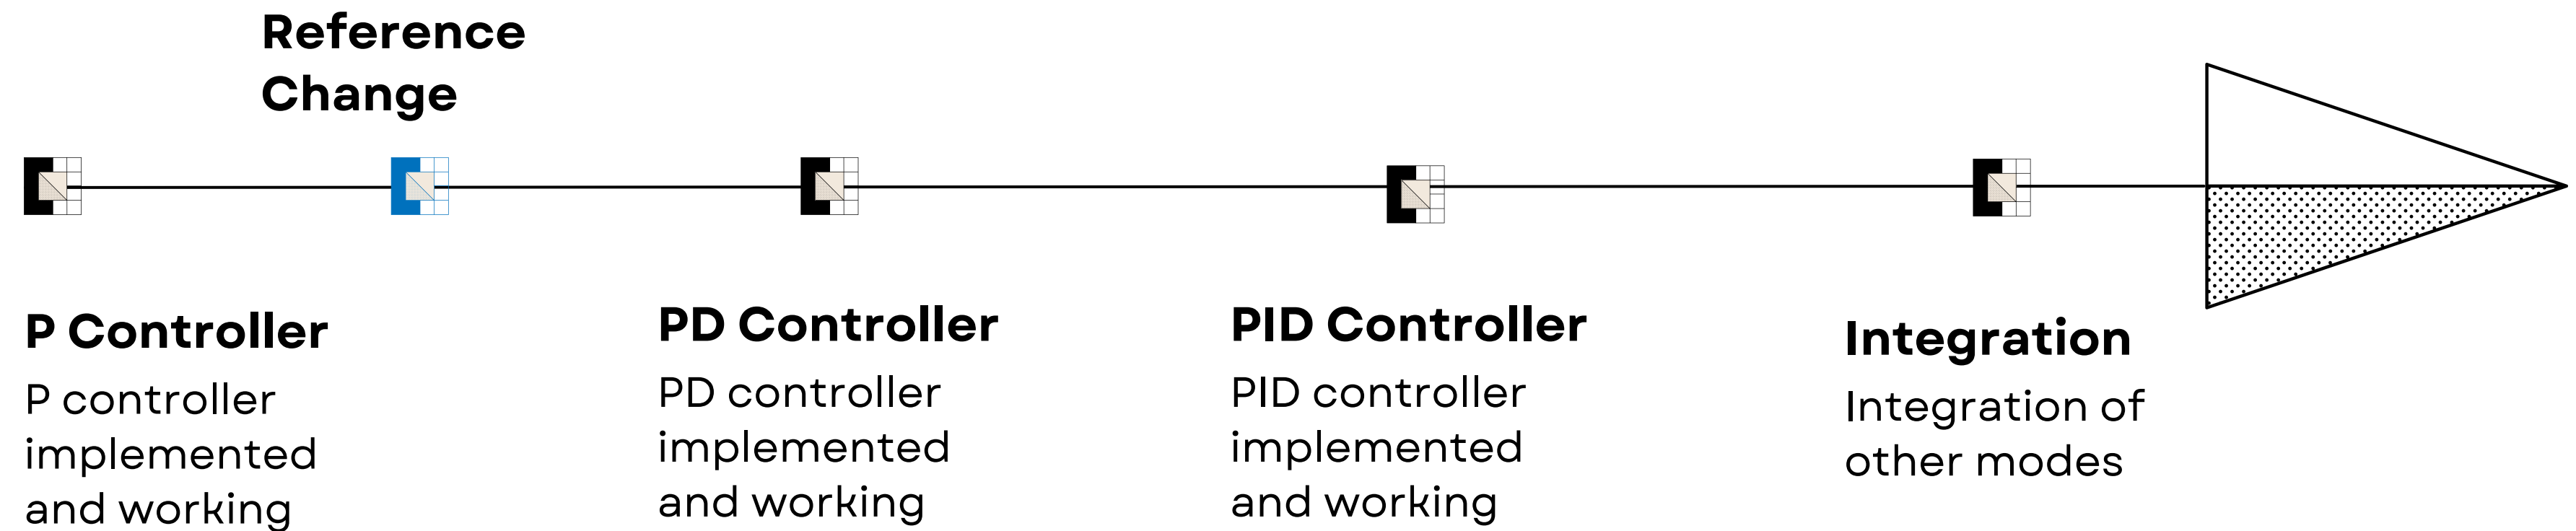 Reference
Change
P Controller
P controller
implemented
and working
PD Controller
PD controller
implemented
and working
PID Controller
PID controller
implemented
and working
Integration
Integration of
other modes